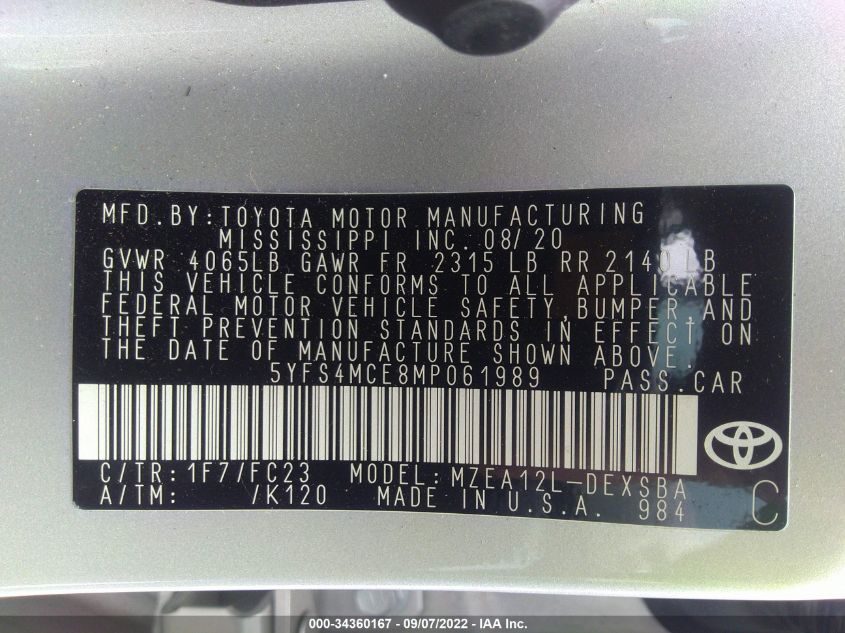 MFD.BY:TOYOTA MOTOR MANUFACTURING
MISSISSIPPI INC. 08/20
GVWR 4065LB GAWR FR 2315LB RR 2140LB
THIS VEHICLE CONFORMS TO ALL APPLICABLE
FEDERAL MOTOR VEHICLE SAFETY,BUMPER,AND
THEFT PREVENTION STANDARDS IN EFFECT ON
THE DATE OF MANUFACTURE SHOWN ABOVE.
5YFS4MCE8MP061989 PASS.CAR
C/TR:1F7/FC23 MODEL:MZEA12L-DEXSBA
A/TM: /K120 MADE IN U.S.A. 984 C
000-34360167 - 09/07/2022 - IAA Inc.